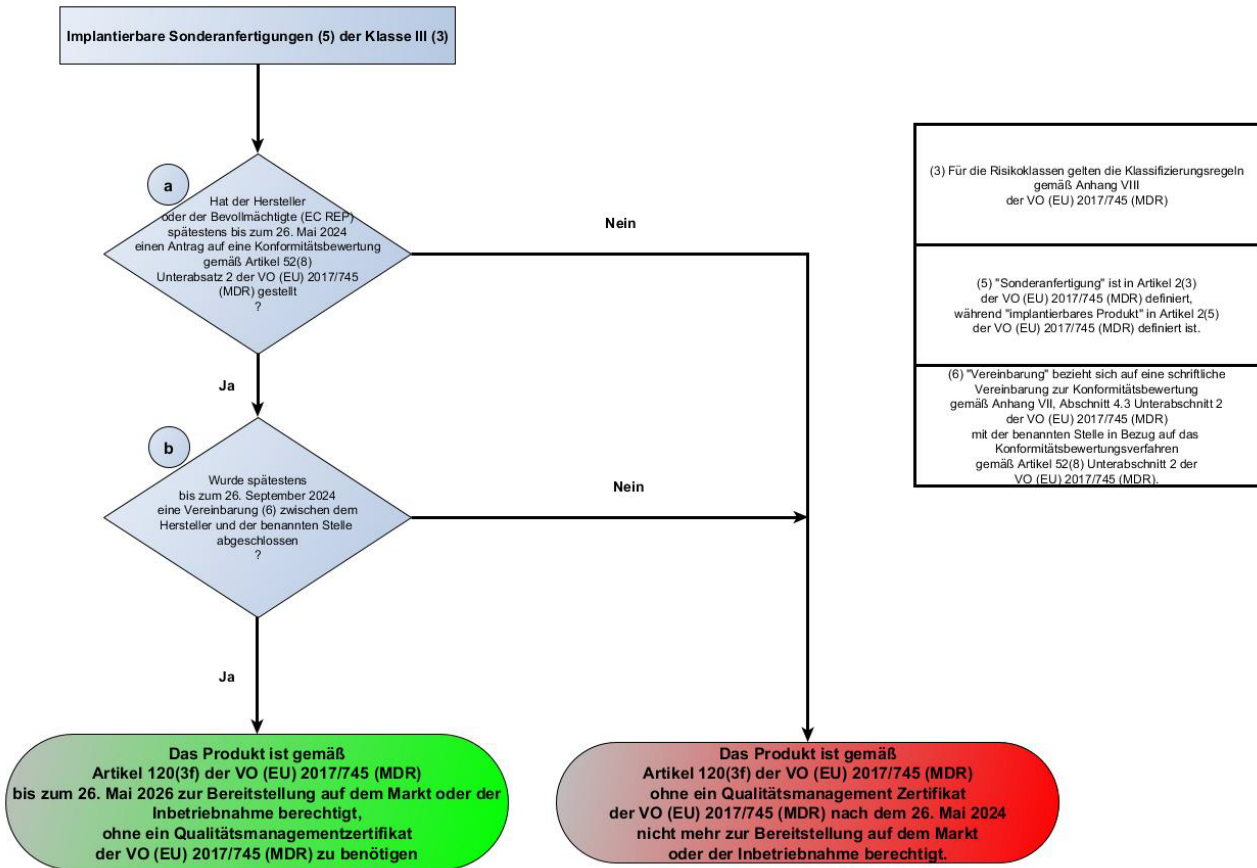 Implantierbare Sonderanfertigungen (5) der Klasse III (3)
a
Hat der Hersteller
oder der Bevollmächtigte (EC REP)
spätestens bis zum 26. Mai 2024
einen Antrag auf eine Konformitätsbewertung
gemäß Artikel 52(8)
Unterabsatz 2 der VO (EU) 2017/745
(MDR) gestellt
?
Nein
Ja
b
Wurde spätestens
bis zum 26. September 2024
eine Vereinbarung (6) zwischen dem
Hersteller und der benannten Stelle
abgeschlossen
?
Nein
Ja
Das Produkt ist gemäß
Artikel 120(3f) der VO (EU) 2017/745 (MDR)
bis zum 26. Mai 2026 zur Bereitstellung auf dem Markt oder der
Inbetriebnahme berechtigt,
ohne ein Qualitätsmanagementzertifikat
der VO (EU) 2017/745 (MDR) zu benötigen
Das Produkt ist gemäß
Artikel 120(3f) der VO (EU) 2017/745 (MDR)
ohne ein Qualitätsmanagement Zertifikat
der VO (EU) 2017/745 (MDR) nach dem 26. Mai 2024
nicht mehr zur Bereitstellung auf dem Markt
oder der Inbetriebnahme berechtigt.
(3) Für die Risikoklassen gelten die Klassifizierungsregeln
gemäß Anhang VIII
der VO (EU) 2017/745 (MDR)
(5) "Sonderanfertigung" ist in Artikel 2(3)
der VO (EU) 2017/745 (MDR) definiert,
während "implantierbares Produkt" in Artikel 2(5)
der VO (EU) 2017/745 (MDR) definiert ist.
(6) "Vereinbarung" bezieht sich auf eine schriftliche
Vereinbarung zur Konformitätsbewertung
gemäß Anhang VII, Abschnitt 4.3 Unterabschnitt 2
der VO (EU) 2017/745 (MDR)
mit der benannten Stelle in Bezug auf das
Konformitätsbewertungsverfahren
gemäß Artikel 52(8) Unterabschnitt 2 der
VO (EU) 2017/745 (MDR).